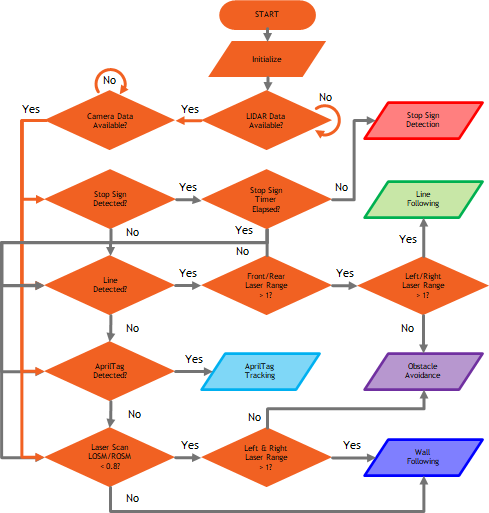 START
Initialize
No
No
Yes
Camera Data
Available?
Yes
LIDAR Data
Available?
Stop Sign
Detection
Stop Sign
Detected?
Yes
Stop Sign
Timer
Elapsed?
No
Line
Following
No
Yes
No
Yes
Line
Detected?
Yes
Front/Rear
Laser Range
> 1?
Yes
Left/Right
Laser Range
> 1?
No
No
AprilTag
Detected?
Yes
AprilTag
Tracking
Obstacle
Avoidance
No
No
Laser Scan
LOSM/ROSM
< 0.8?
Yes
Left & Right
Laser Range
> 1?
Yes
Wall
Following
No